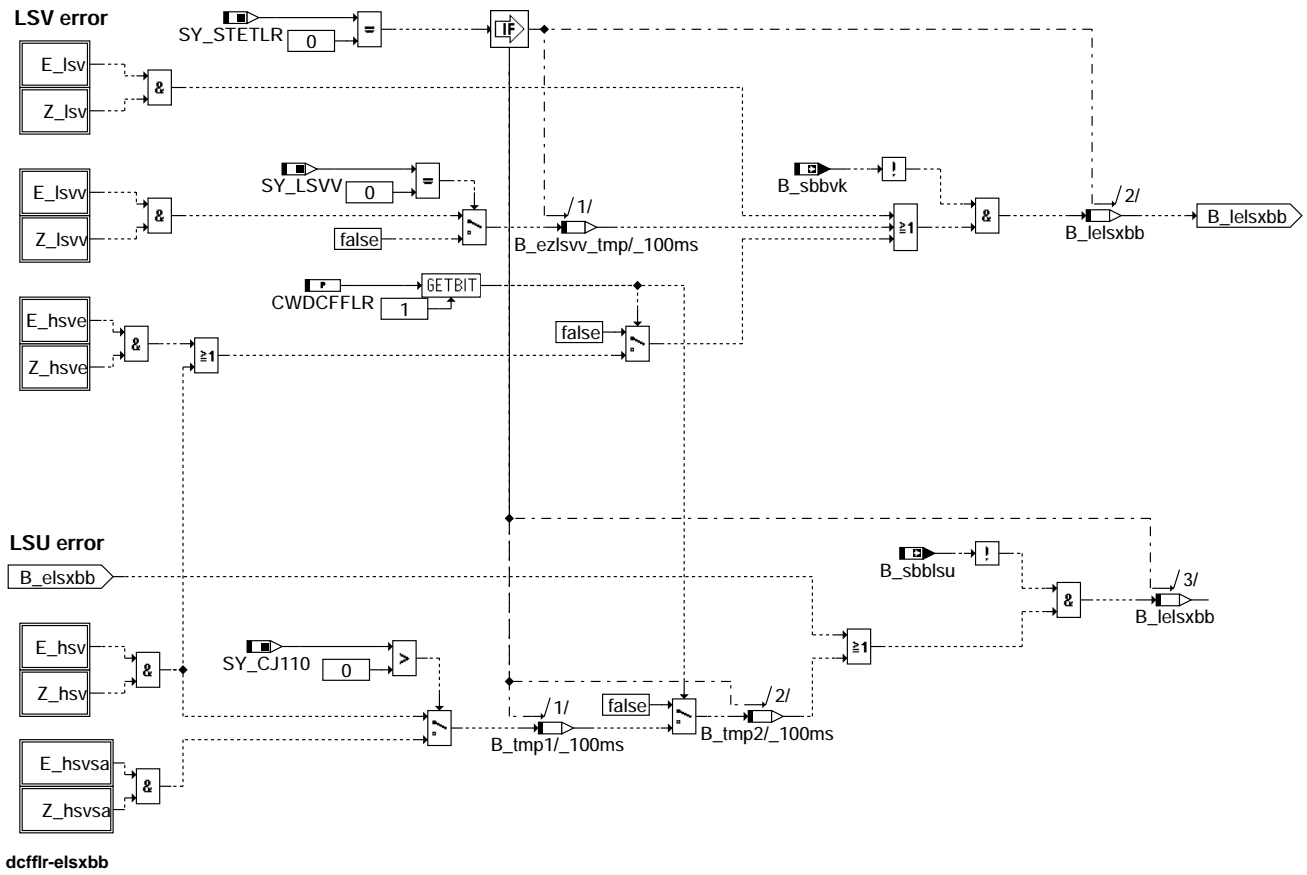 LSV error
SY_STETLR
0
=
IF
E_lsv
Z_lsv
&
E_lsvv
Z_lsvv
&
SY_LSVV
0
=
false
/1/
B_ezlsvv_tmp/_100ms
B_sbbvk
!
≥1
&
/2/
B_lelsxbb
B_lelsxbb
P
CWDCFFLR
GETBIT
1
E_hsve
Z_hsve
&
≥1
false
LSU error
B_elsxbb
B_sbblsu
!
&
/3/
B_lelsxbb
E_hsv
Z_hsv
&
SY_CJ110
0
>
≥1
/1/
B_tmp1/_100ms
false
/2/
B_tmp2/_100ms
E_hsvsa
Z_hsvsa
&
dcfflr-elsxbb